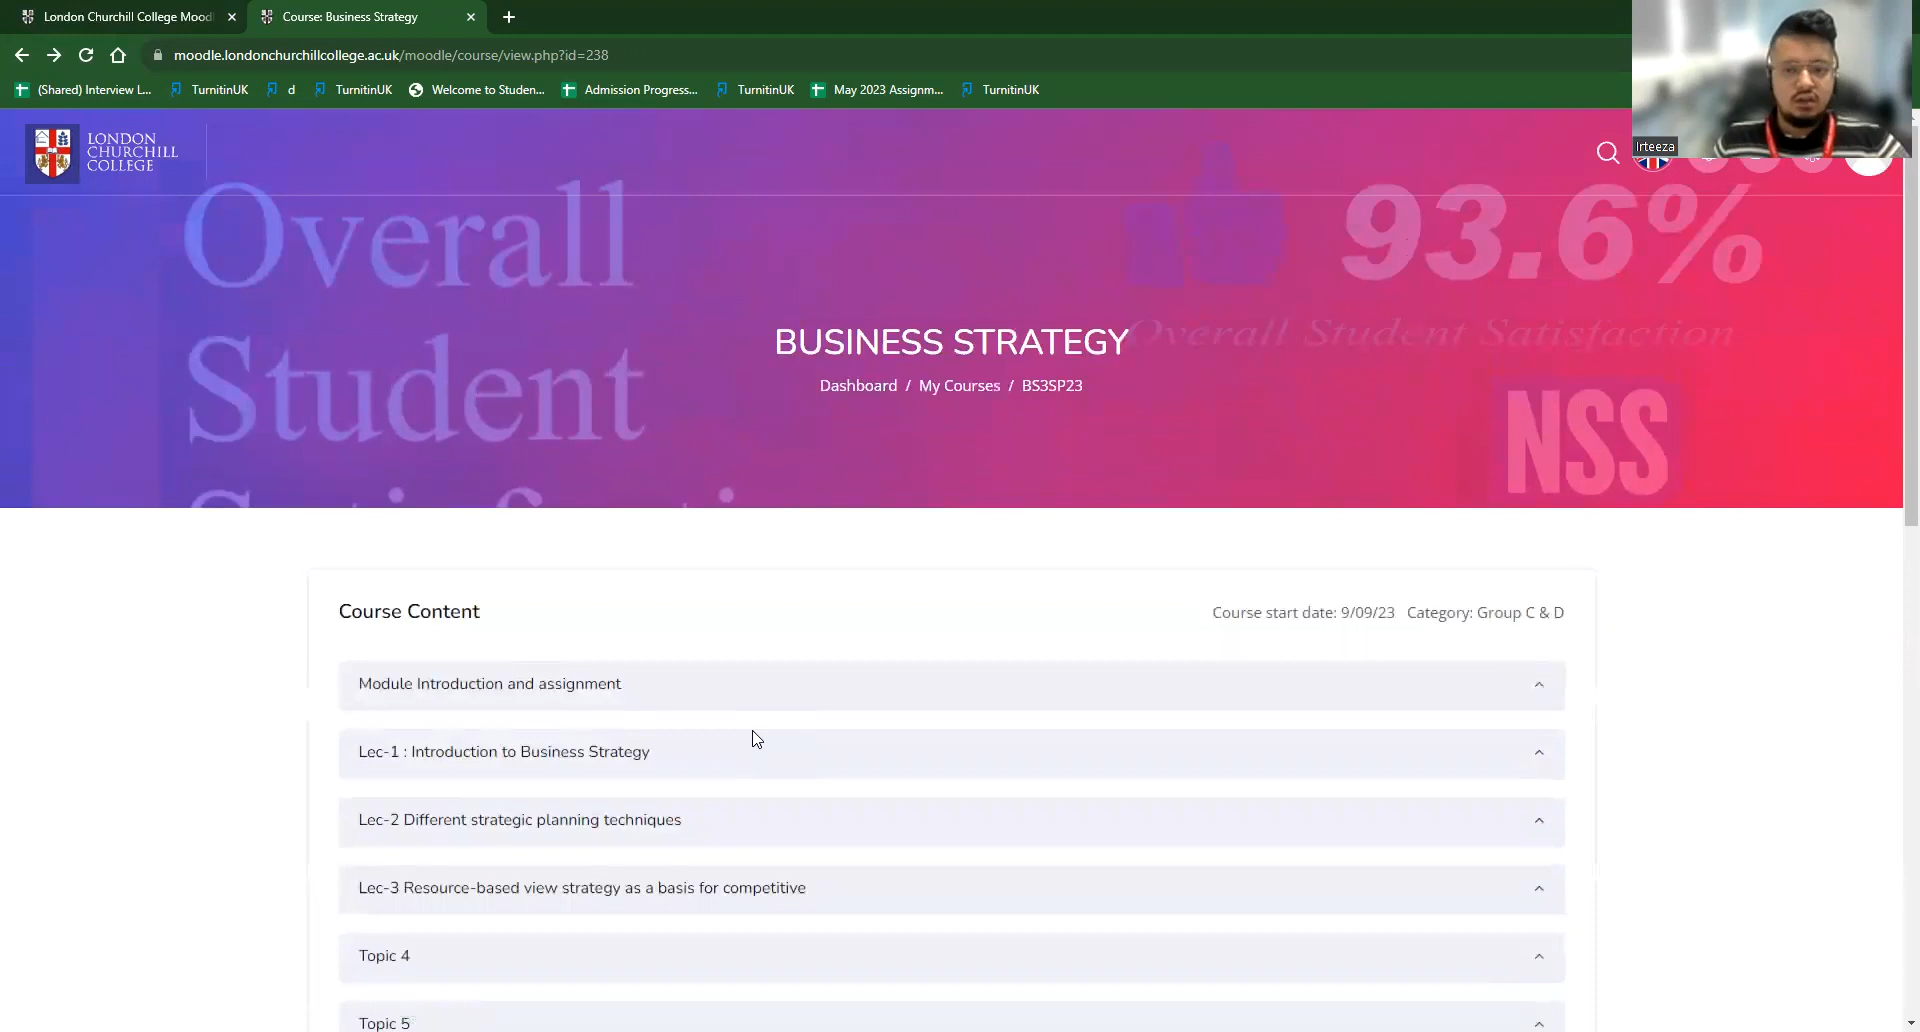 London Churchill College Mood
Course: Business Strategy
moodle.londonchurchillcollege.ac.uk/moodle/course/view.php?id=238
(Shared) Interview L...
TurnitinUK
d
TurnitinUK
Welcome to Studen...
Admission Progress...
TurnitinUK
May 2023 Assignm...
TurnitinUK
Irteeza
LONDON
CHURCHILL
COLLEGE
Overall
Student
93.6%
Overall Student Satisfaction
NSS
BUSINESS STRATEGY
Dashboard / My Courses / BS3SP23
Course Content
Course start date: 9/09/23 Category: Group C & D
Module Introduction and assignment
Lec-1 : Introduction to Business Strategy
Lec-2 Different strategic planning techniques
Lec-3 Resource-based view strategy as a basis for competitive
Topic 4
Topic 5